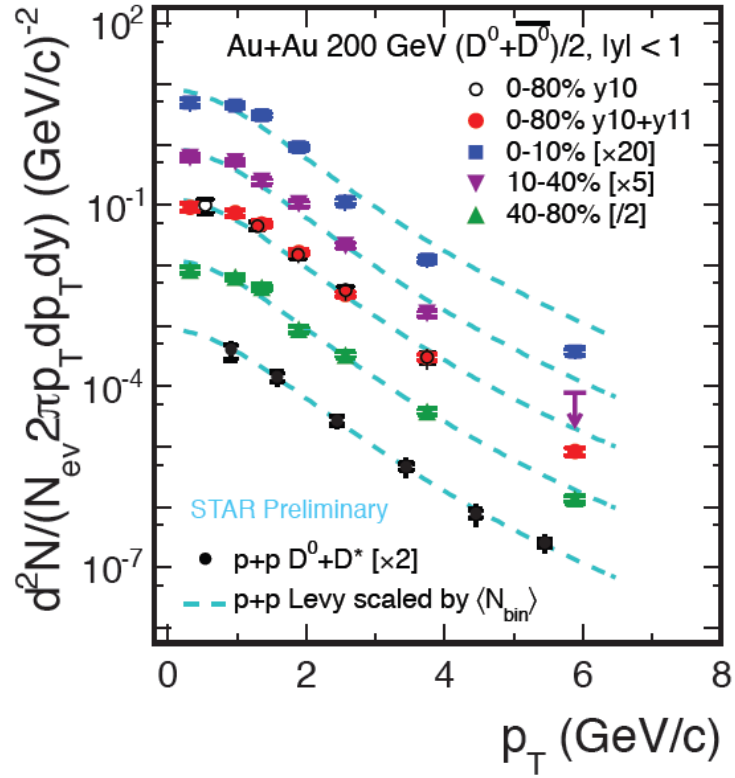 d²N/(N_ev 2πp_T dp_T dy) (GeV/c)⁻²
10²
10⁻¹
10⁻⁴
10⁻⁷
Au+Au 200 GeV (D⁰+D̅⁰)/2, |y| < 1
0-80% y10
0-80% y10+y11
0-10% [×20]
10-40% [×5]
40-80% [/2]
STAR Preliminary
p+p D⁰+D* [×2]
p+p Levy scaled by ⟨N_bin⟩
0 2 4 6 8
p_T (GeV/c)